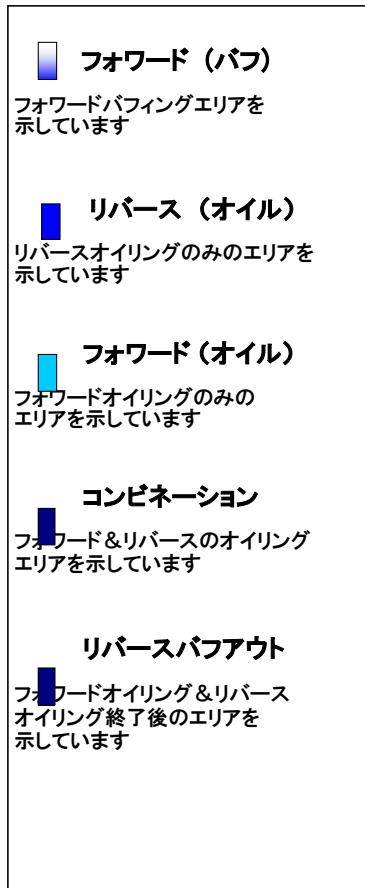 フォワード（バフ）
フォワードバフィングエリアを
示しています
リバース（オイル）
リバースオイリングのみのエリアを
示しています
フォワード（オイル）
フォワードオイリングのみの
エリアを示しています
コンビネーション
フォワード＆リバースのオイリング
エリアを示しています
リバースバフアウト
フォワードオイリング＆リバース
オイリング終了後のエリアを
示しています